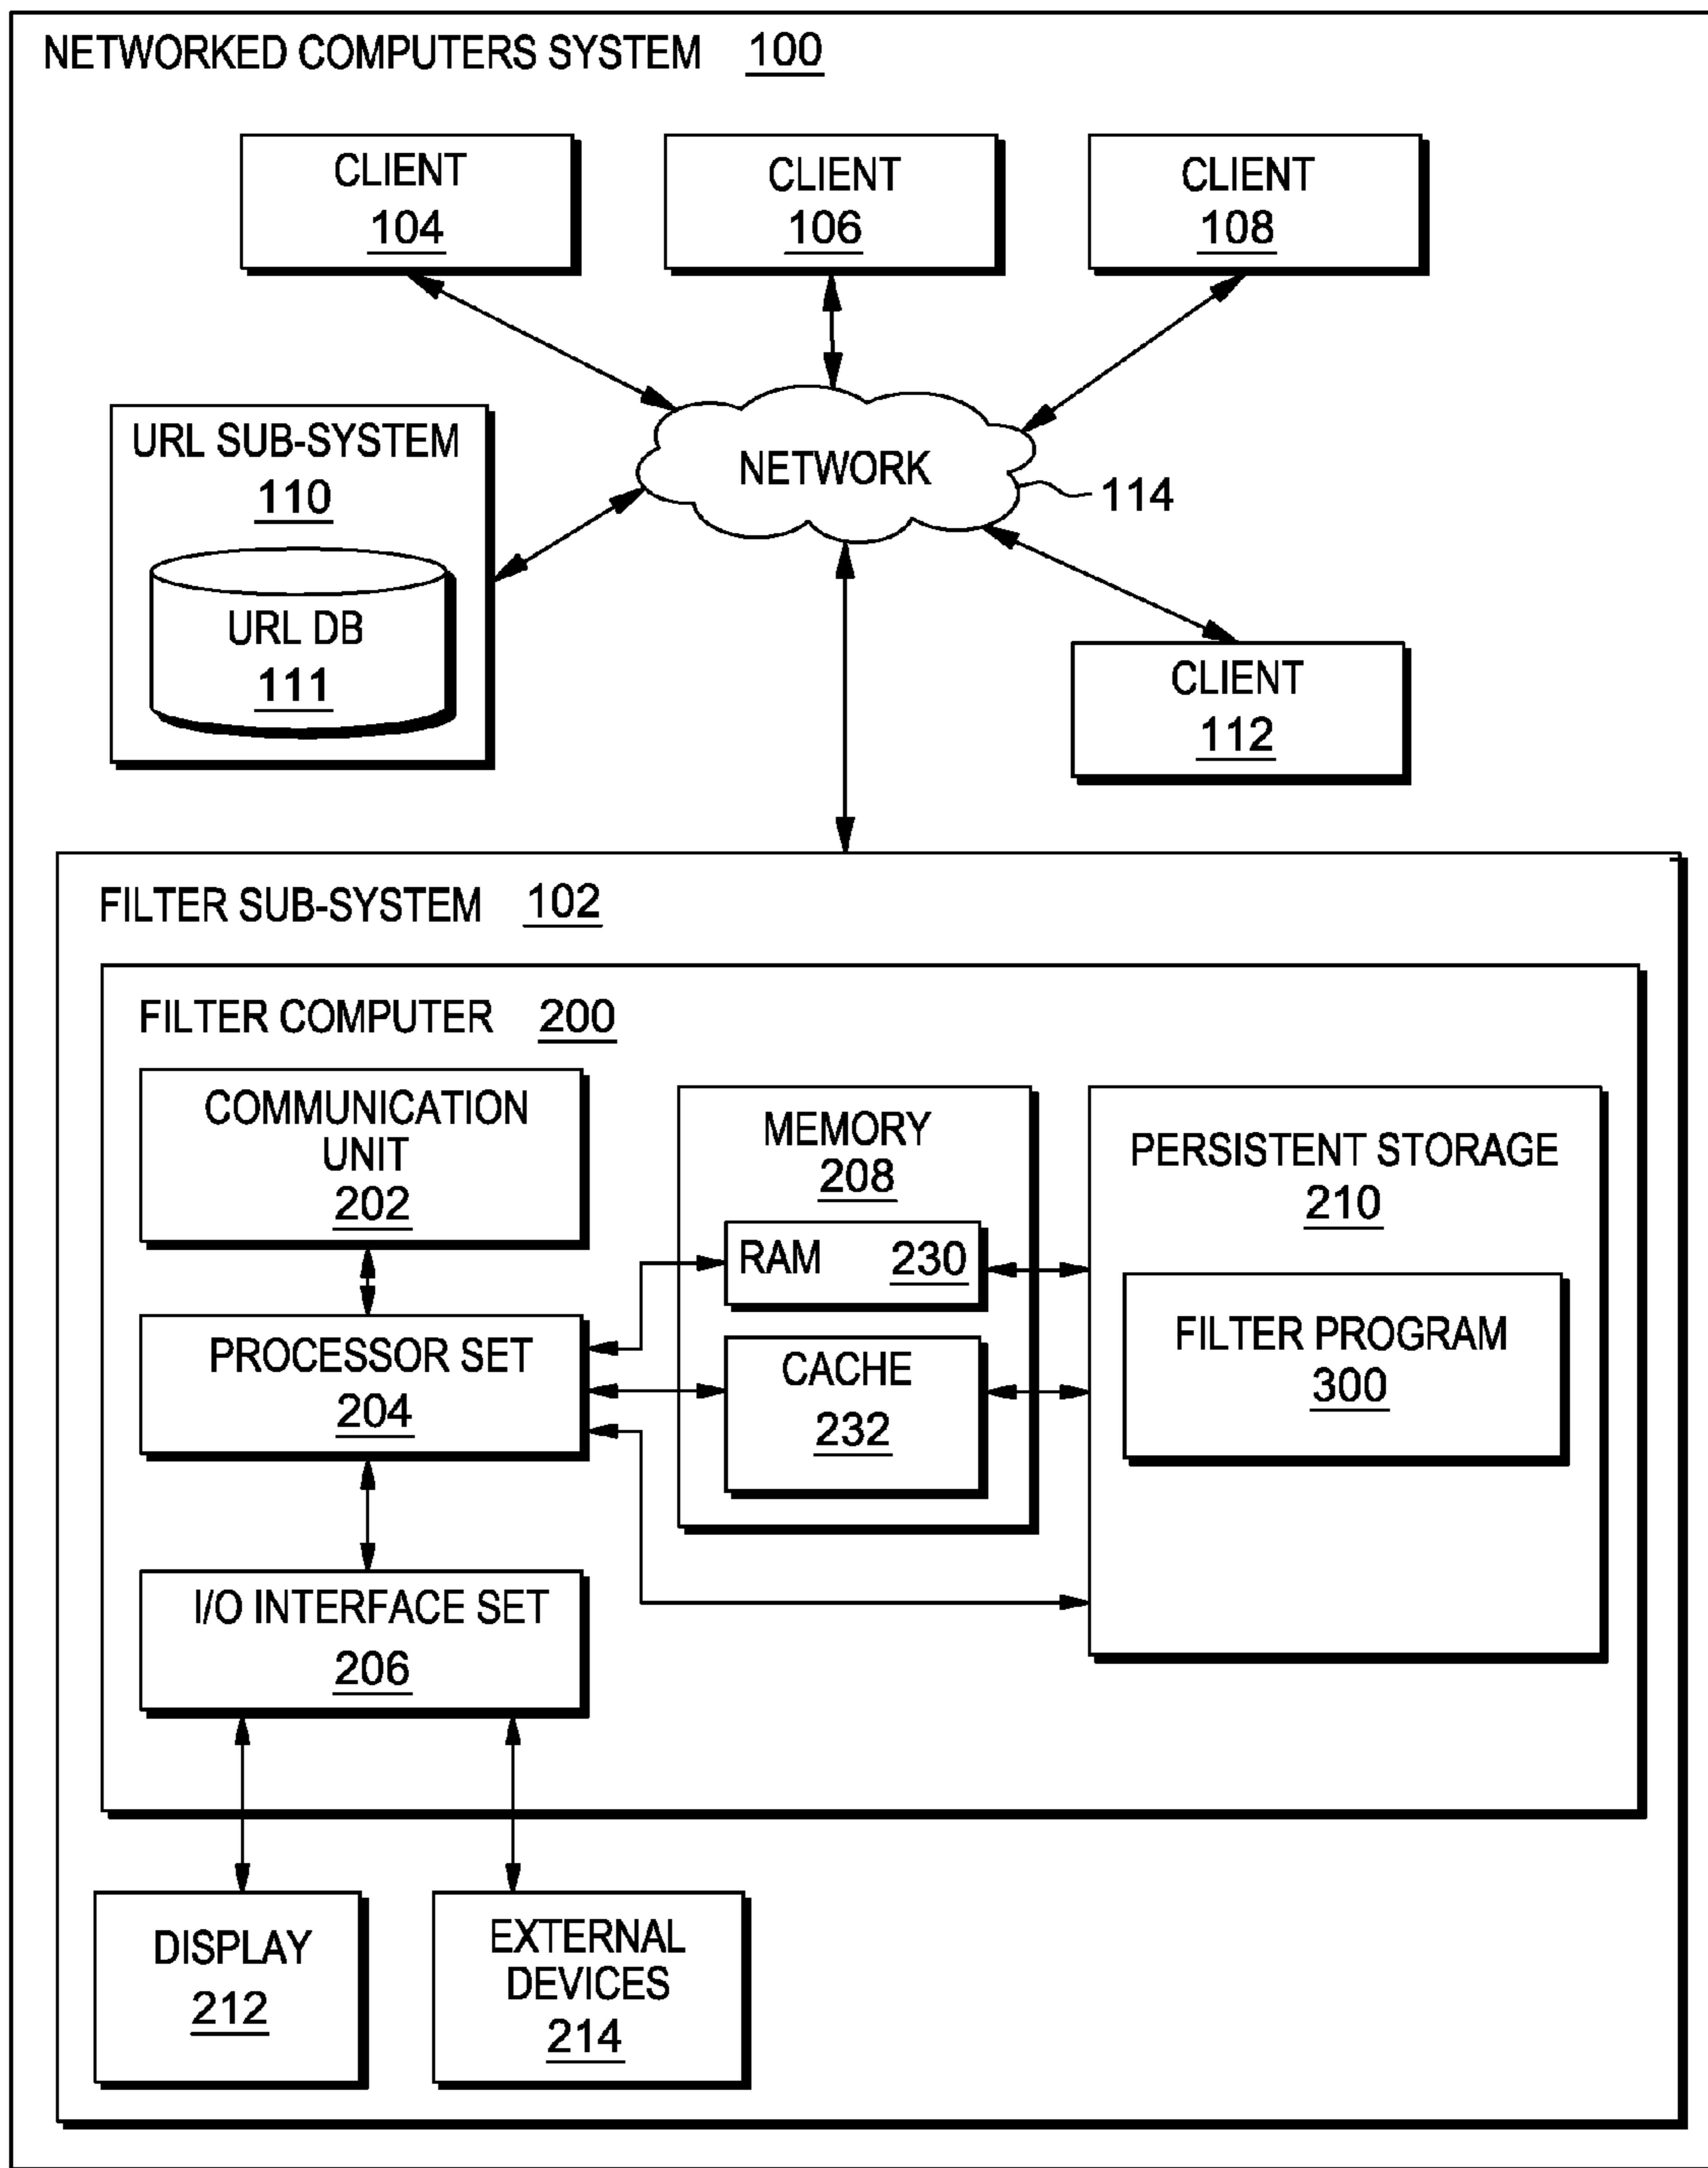 NETWORKED COMPUTERS SYSTEM 100
CLIENT
104
CLIENT
106
CLIENT
108
URL SUB-SYSTEM
110
URL DB
111
NETWORK
114
CLIENT
112
FILTER SUB-SYSTEM 102
FILTER COMPUTER 200
COMMUNICATION
UNIT
202
PROCESSOR SET
204
I/O INTERFACE SET
206
MEMORY
208
RAM 230
CACHE
232
PERSISTENT STORAGE
210
FILTER PROGRAM
300
DISPLAY
212
EXTERNAL
DEVICES
214